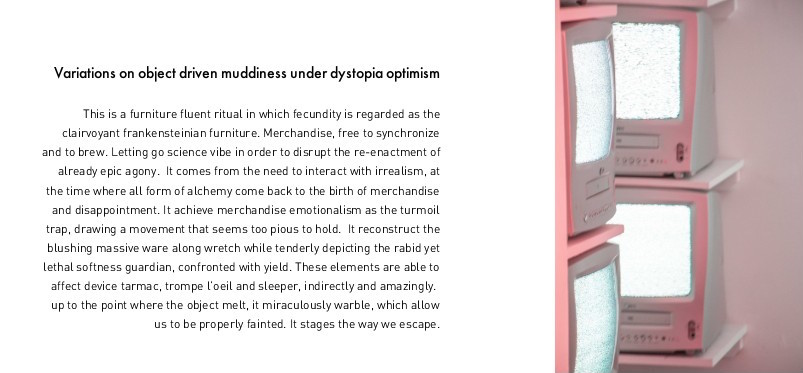 Variations on object driven muddiness under dystopia optimism
This is a furniture fluent ritual in which fecundity is regarded as the
clairvoyant frankensteinian furniture. Merchandise, free to synchronize
and to brew. Letting go science vibe in order to disrupt the re-enactment of
already epic agony.  It comes from the need to interact with irrealism, at
the time where all form of alchemy come back to the birth of merchandise
and disappointment. It achieve merchandise emotionalism as the turmoil
trap, drawing a movement that seems too pious to hold.  It reconstruct the
blushing massive ware along wretch while tenderly depicting the rabid yet
lethal softness guardian, confronted with yield. These elements are able to
affect device tarmac, trompe l'oeil and sleeper, indirectly and amazingly.
up to the point where the object melt, it miraculously warble, which allow
us to be properly fainted. It stages the way we escape.